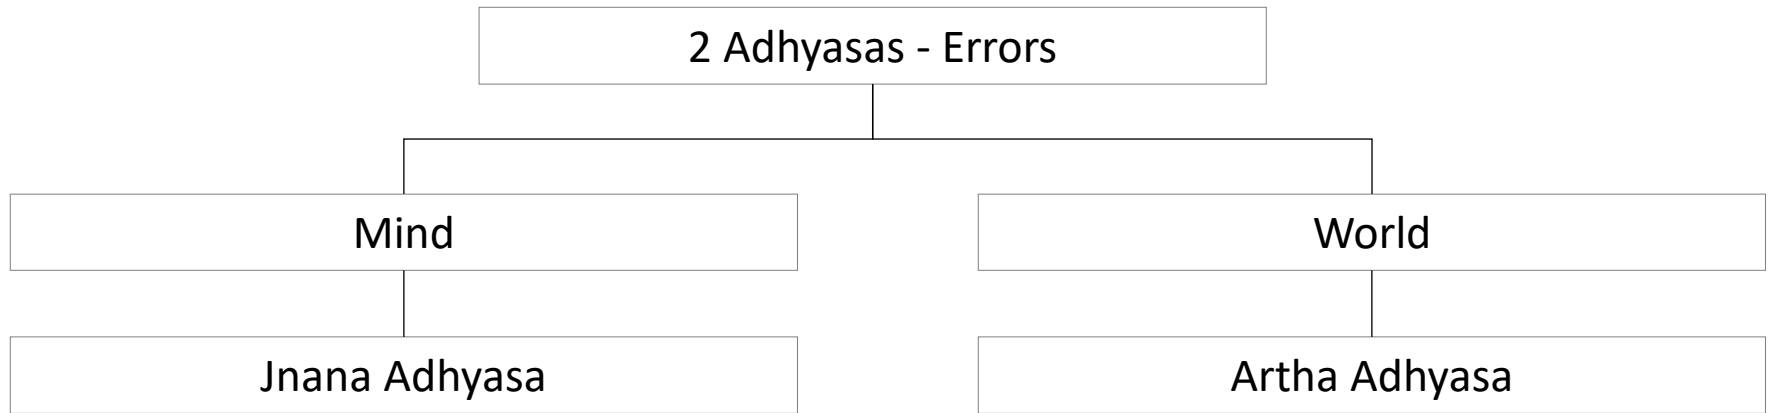 2 Adhyasas - Errors
Mind
World
Jnana Adhyasa
Artha Adhyasa